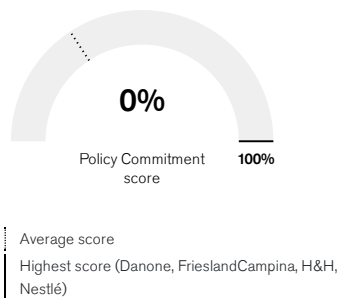 0%
Policy Commitment
score
100%
Average score
Highest score (Danone, FrieslandCampina, H&H,
Nestlé)